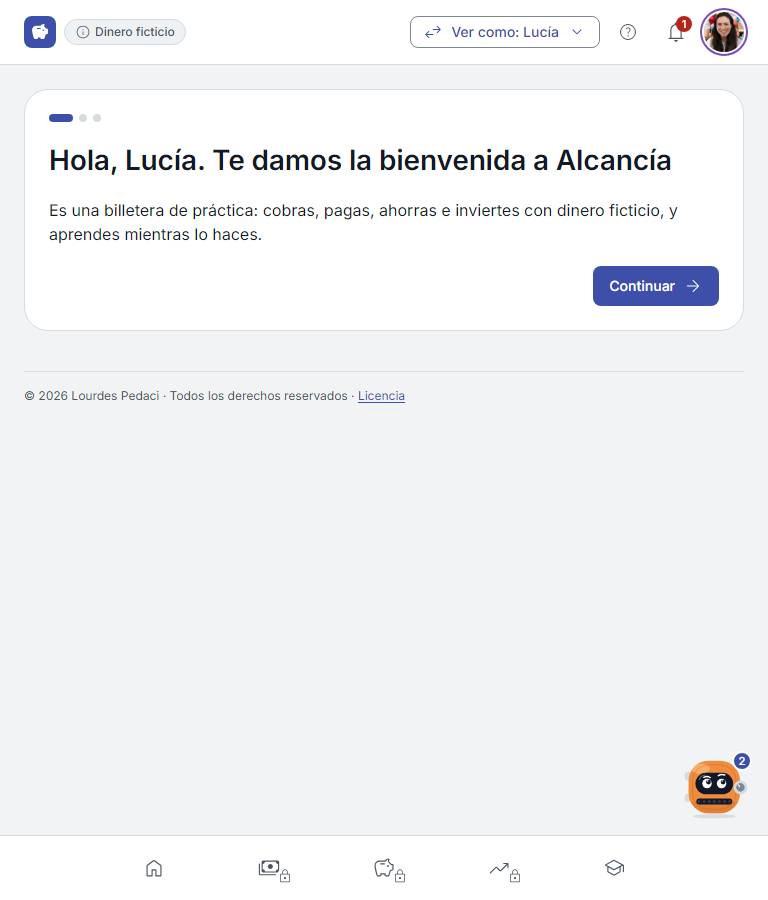 Dinero ficticio
Ver como: Lucía
1
Hola, Lucía. Te damos la bienvenida a Alcancía
Es una billetera de práctica: cobras, pagas, ahorras e inviertes con dinero ficticio, y
aprendes mientras lo haces.
Continuar
© 2026 Lourdes Pedaci · Todos los derechos reservados · Licencia
2